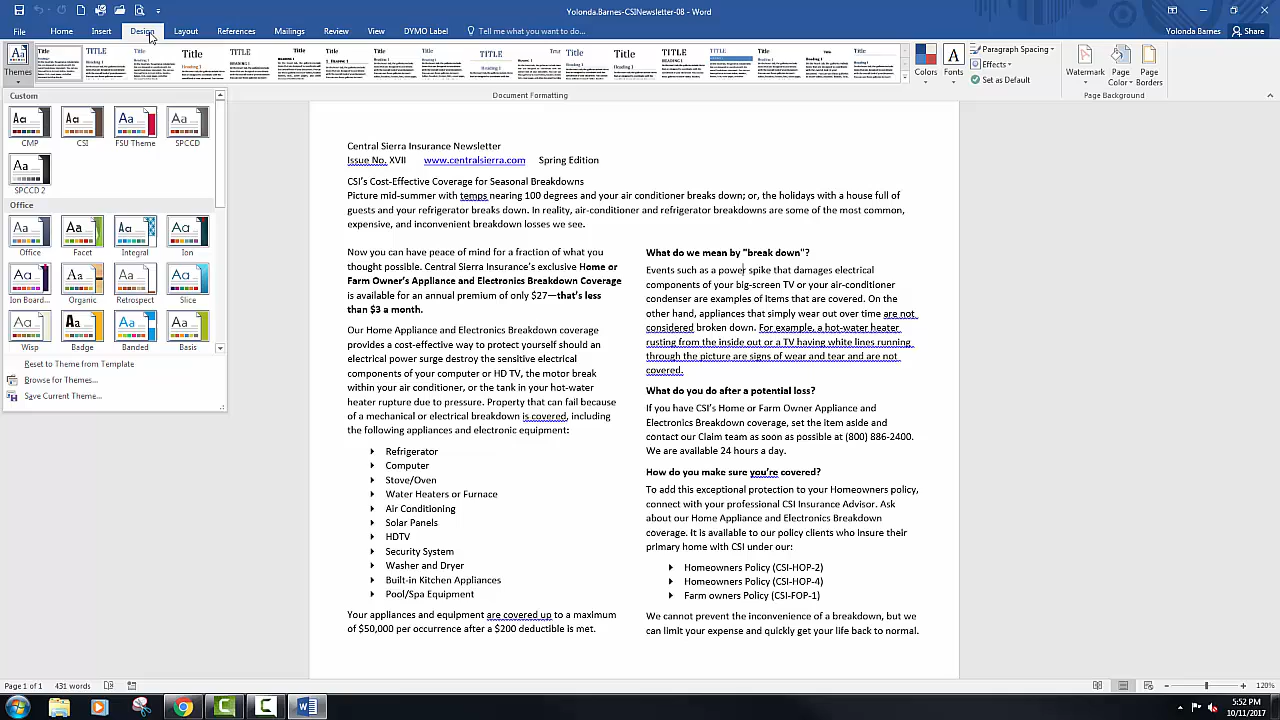 Yolonda.Barnes-CSINewsletter-08 - Word
File Home Insert Design Layout References Mailings Review View DYMO Label Tell me what you want to do... Yolonda Barnes Share
Themes
Colors
Fonts
Paragraph Spacing
Effects
Set as Default
Watermark
Page Color
Page Borders
Document Formatting
Page Background
Custom
CMP CSI FSU Theme SPCCD
SPCCD 2
Office
Office Facet Integral Ion
Ion Board... Organic Retrospect Slice
Wisp Badge Banded Basis
Reset to Theme from Template
Browse for Themes...
Save Current Theme...
Central Sierra Insurance Newsletter
Issue No. XVII www.centralsierra.com Spring Edition
CSI's Cost-Effective Coverage for Seasonal Breakdowns
Picture mid-summer with temps nearing 100 degrees and your air conditioner breaks down; or, the holidays with a house full of
guests and your refrigerator breaks down. In reality, air-conditioner and refrigerator breakdowns are some of the most common,
expensive, and inconvenient breakdown losses we see.
Now you can have peace of mind for a fraction of what you
thought possible. Central Sierra Insurance's exclusive Home or
Farm Owner's Appliance and Electronics Breakdown Coverage
is available for an annual premium of only $27—that's less
than $3 a month.
Our Home Appliance and Electronics Breakdown coverage
provides a cost-effective way to protect yourself should an
electrical power surge destroy the sensitive electrical
components of your computer or HD TV, the motor break
within your air conditioner, or the tank in your hot-water
heater rupture due to pressure. Property that can fail because
of a mechanical or electrical breakdown is covered, including
the following appliances and electronic equipment:
Refrigerator
Computer
Stove/Oven
Water Heaters or Furnace
Air Conditioning
Solar Panels
HDTV
Security System
Washer and Dryer
Built-in Kitchen Appliances
Pool/Spa Equipment
Your appliances and equipment are covered up to a maximum
of $50,000 per occurrence after a $200 deductible is met.
What do we mean by "break down"?
Events such as a power spike that damages electrical
components of your big-screen TV or your air-conditioner
condenser are examples of items that are covered. On the
other hand, appliances that simply wear out over time are not
considered broken down. For example, a hot-water heater
rusting from the inside out or a TV having white lines running
through the picture are signs of wear and tear and are not
covered.
What do you do after a potential loss?
If you have CSI's Home or Farm Owner Appliance and
Electronics Breakdown coverage, set the item aside and
contact our Claim team as soon as possible at (800) 886-2400.
We are available 24 hours a day.
How do you make sure you're covered?
To add this exceptional protection to your Homeowners policy,
connect with your professional CSI Insurance Advisor. Ask
about our Home Appliance and Electronics Breakdown
coverage. It is available to our policy clients who insure their
primary home with CSI under our:
Homeowners Policy (CSI-HOP-2)
Homeowners Policy (CSI-HOP-4)
Farm owners Policy (CSI-FOP-1)
We cannot prevent the inconvenience of a breakdown, but we
can limit your expense and quickly get your life back to normal.
Page 1 of 1 431 words 120%
5:52 PM
10/11/2017